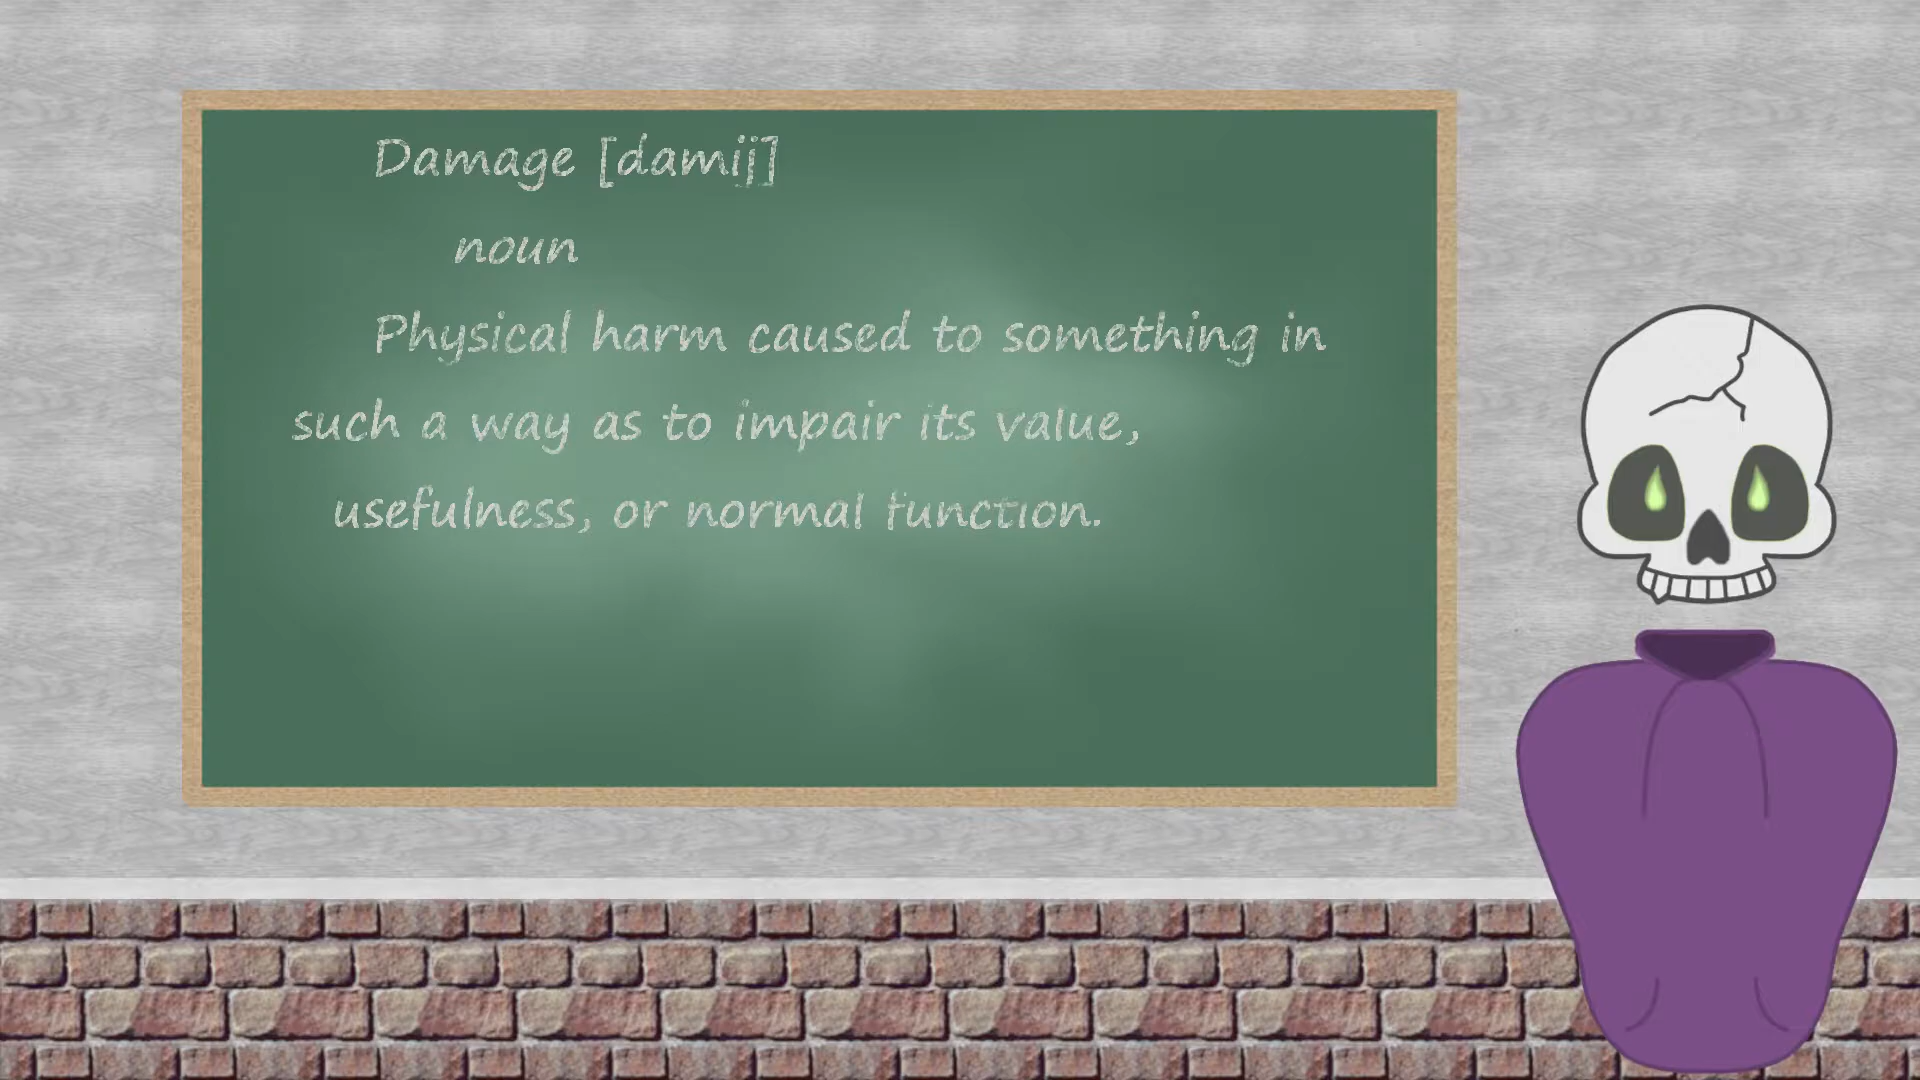 Damage [damij]
noun
Physical harm caused to something in
such a way as to impair its value,
usefulness, or normal function.